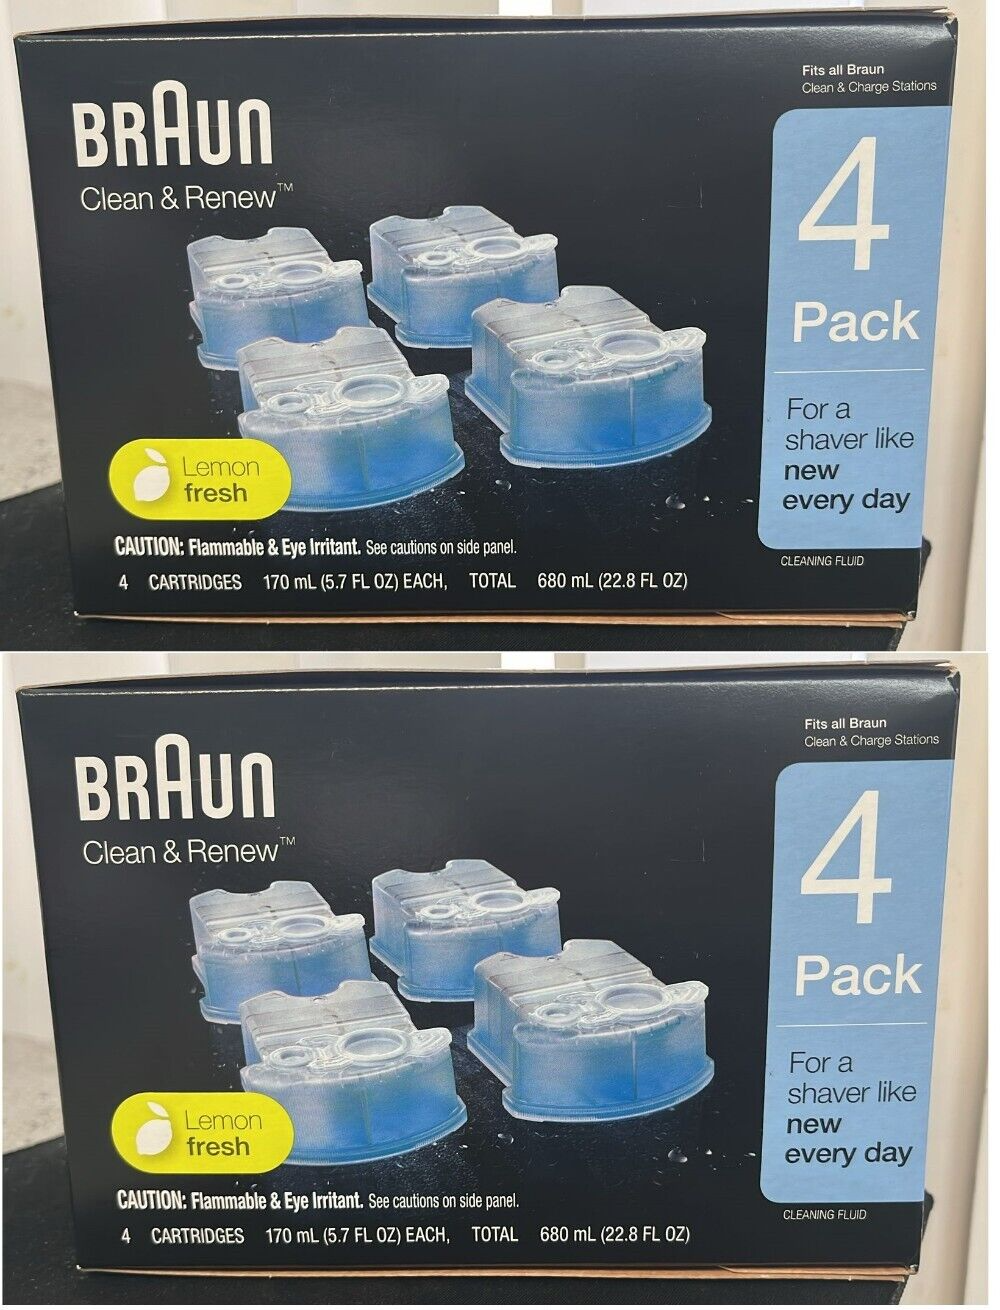 Fits all Braun
Clean & Charge Stations
BRAUN
Clean & Renew™
4
Pack
For a
shaver like
new
every day
Lemon
fresh
CAUTION: Flammable & Eye Irritant. See cautions on side panel.
4 CARTRIDGES 170 mL (5.7 FL OZ) EACH, TOTAL 680 mL (22.8 FL OZ)
CLEANING FLUID
Fits all Braun
Clean & Charge Stations
BRAUN
Clean & Renew™
4
Pack
For a
shaver like
new
every day
Lemon
fresh
CAUTION: Flammable & Eye Irritant. See cautions on side panel.
4 CARTRIDGES 170 mL (5.7 FL OZ) EACH, TOTAL 680 mL (22.8 FL OZ)
CLEANING FLUID